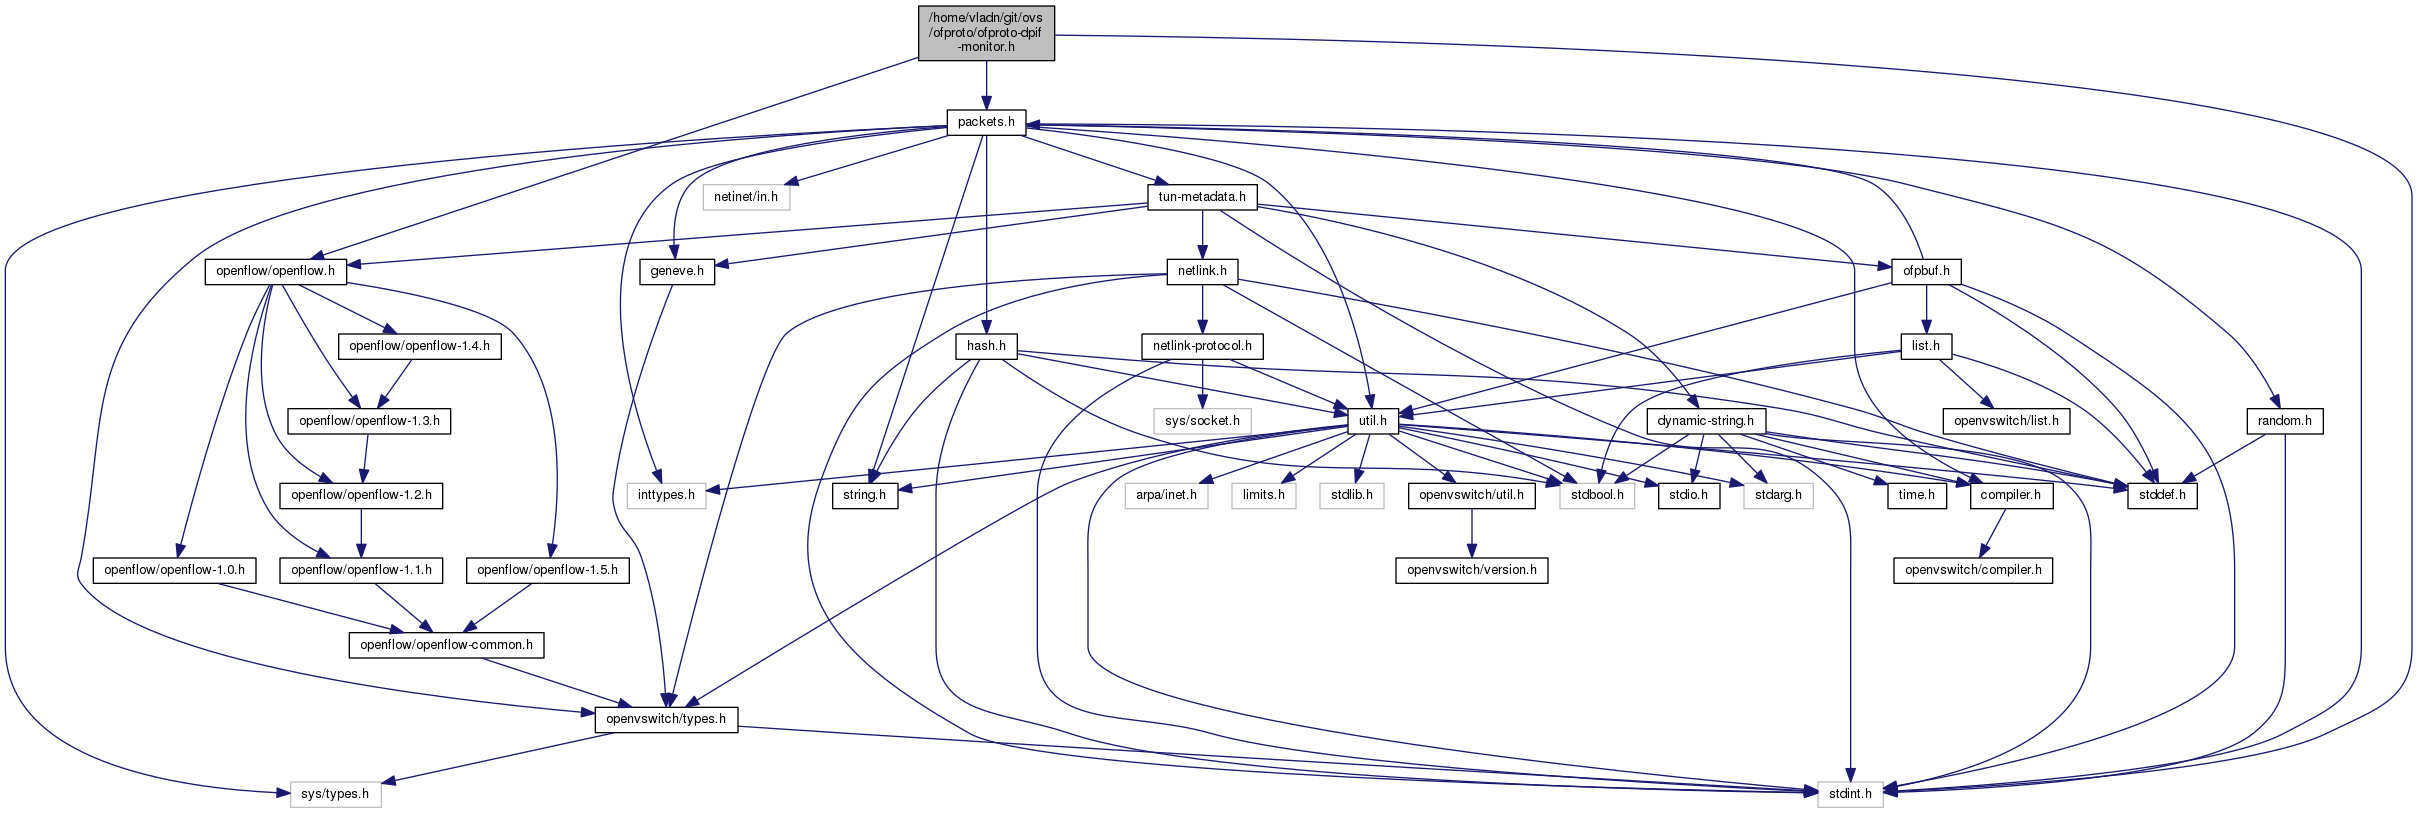 /home/vladn/git/ovs
/ofproto/ofproto-dpif
-monitor.h
packets.h
netinet/in.h
tun-metadata.h
openflow/openflow.h
geneve.h
netlink.h
ofpbuf.h
openflow/openflow-1.4.h
hash.h
netlink-protocol.h
list.h
openflow/openflow-1.3.h
sys/socket.h
util.h
dynamic-string.h
openvswitch/list.h
random.h
openflow/openflow-1.2.h
inttypes.h
string.h
arpa/inet.h
limits.h
stdlib.h
openvswitch/util.h
stdbool.h
stdio.h
stdarg.h
time.h
compiler.h
stddef.h
openflow/openflow-1.0.h
openflow/openflow-1.1.h
openflow/openflow-1.5.h
openvswitch/version.h
openvswitch/compiler.h
openflow/openflow-common.h
openvswitch/types.h
sys/types.h
stdint.h